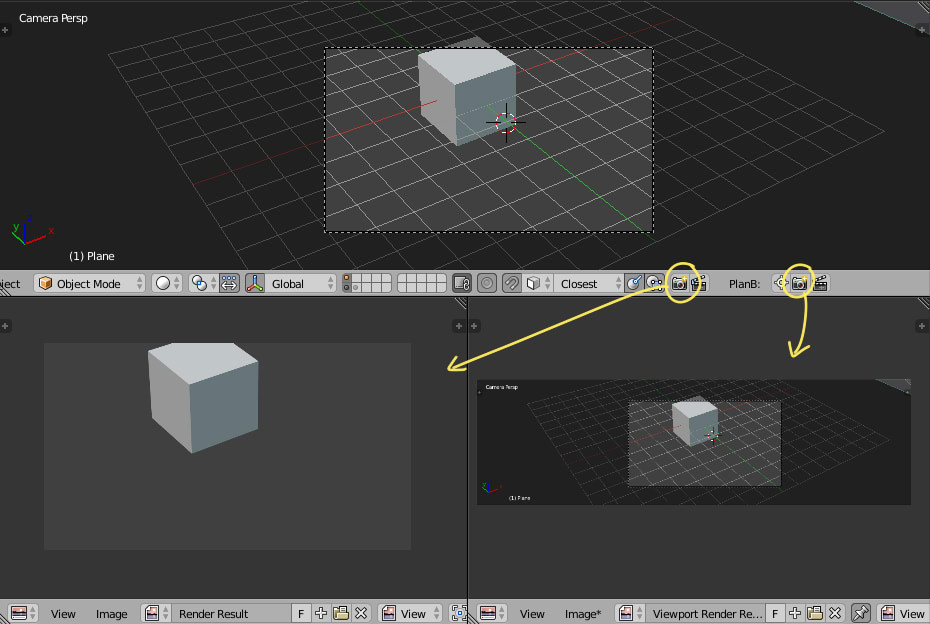 Camera Persp
z
y
x
(1) Plane
ject Object Mode Global Closest PlanB:
Camera Persp
(1) Plane
View Image Render Result F View
View Image* Viewport Render Re... F View